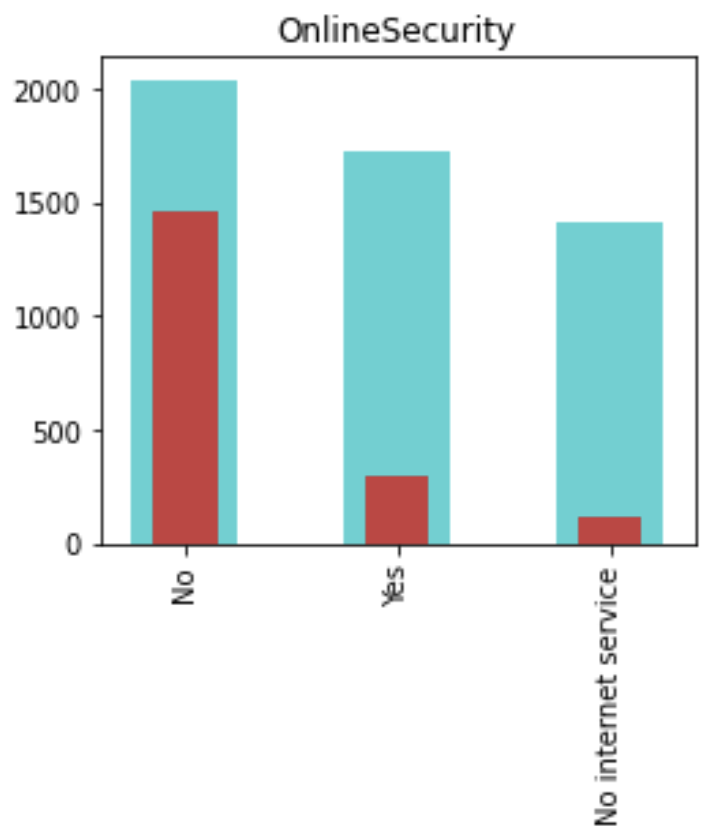 OnlineSecurity
2000
1500
1000
500
0
No
Yes
No internet service